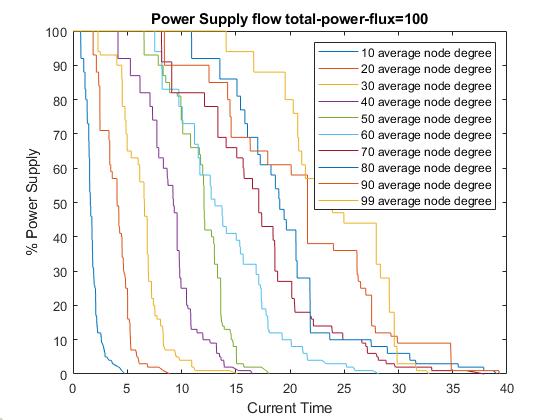 Power Supply flow total-power-flux=100
100
90
80
70
60
50
40
30
20
10
0
% Power Supply
10 average node degree
20 average node degree
30 average node degree
40 average node degree
50 average node degree
60 average node degree
70 average node degree
80 average node degree
90 average node degree
99 average node degree
0 5 10 15 20 25 30 35 40
Current Time